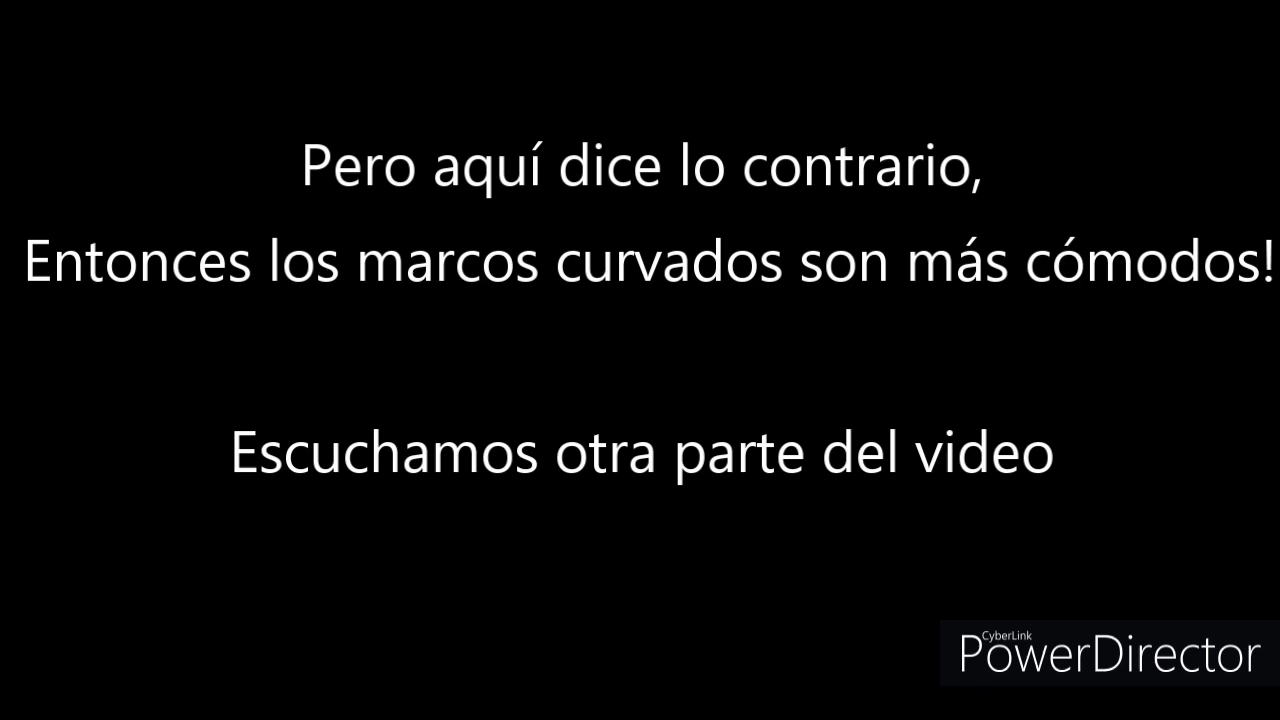 Pero aquí dice lo contrario,
Entonces los marcos curvados son más cómodos!
Escuchamos otra parte del video
CyberLink
PowerDirector